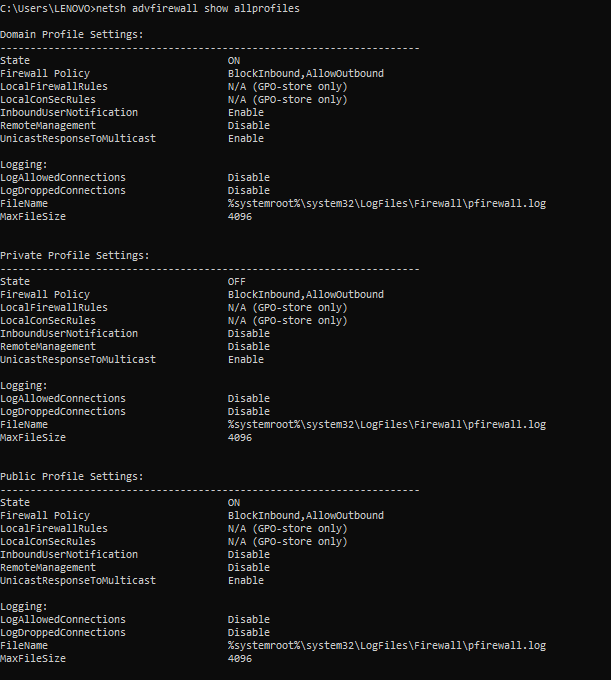 C:\Users\LENOVO>netsh advfirewall show allprofiles
Domain Profile Settings:
----------------------------------------------------------------------
State ON
Firewall Policy BlockInbound,AllowOutbound
LocalFirewallRules N/A (GPO-store only)
LocalConSecRules N/A (GPO-store only)
InboundUserNotification Enable
RemoteManagement Disable
UnicastResponseToMulticast Enable
Logging:
LogAllowedConnections Disable
LogDroppedConnections Disable
FileName %systemroot%\system32\LogFiles\Firewall\pfirewall.log
MaxFileSize 4096
Private Profile Settings:
----------------------------------------------------------------------
State OFF
Firewall Policy BlockInbound,AllowOutbound
LocalFirewallRules N/A (GPO-store only)
LocalConSecRules N/A (GPO-store only)
InboundUserNotification Disable
RemoteManagement Disable
UnicastResponseToMulticast Enable
Logging:
LogAllowedConnections Disable
LogDroppedConnections Disable
FileName %systemroot%\system32\LogFiles\Firewall\pfirewall.log
MaxFileSize 4096
Public Profile Settings:
----------------------------------------------------------------------
State ON
Firewall Policy BlockInbound,AllowOutbound
LocalFirewallRules N/A (GPO-store only)
LocalConSecRules N/A (GPO-store only)
InboundUserNotification Disable
RemoteManagement Disable
UnicastResponseToMulticast Enable
Logging:
LogAllowedConnections Disable
LogDroppedConnections Disable
FileName %systemroot%\system32\LogFiles\Firewall\pfirewall.log
MaxFileSize 4096